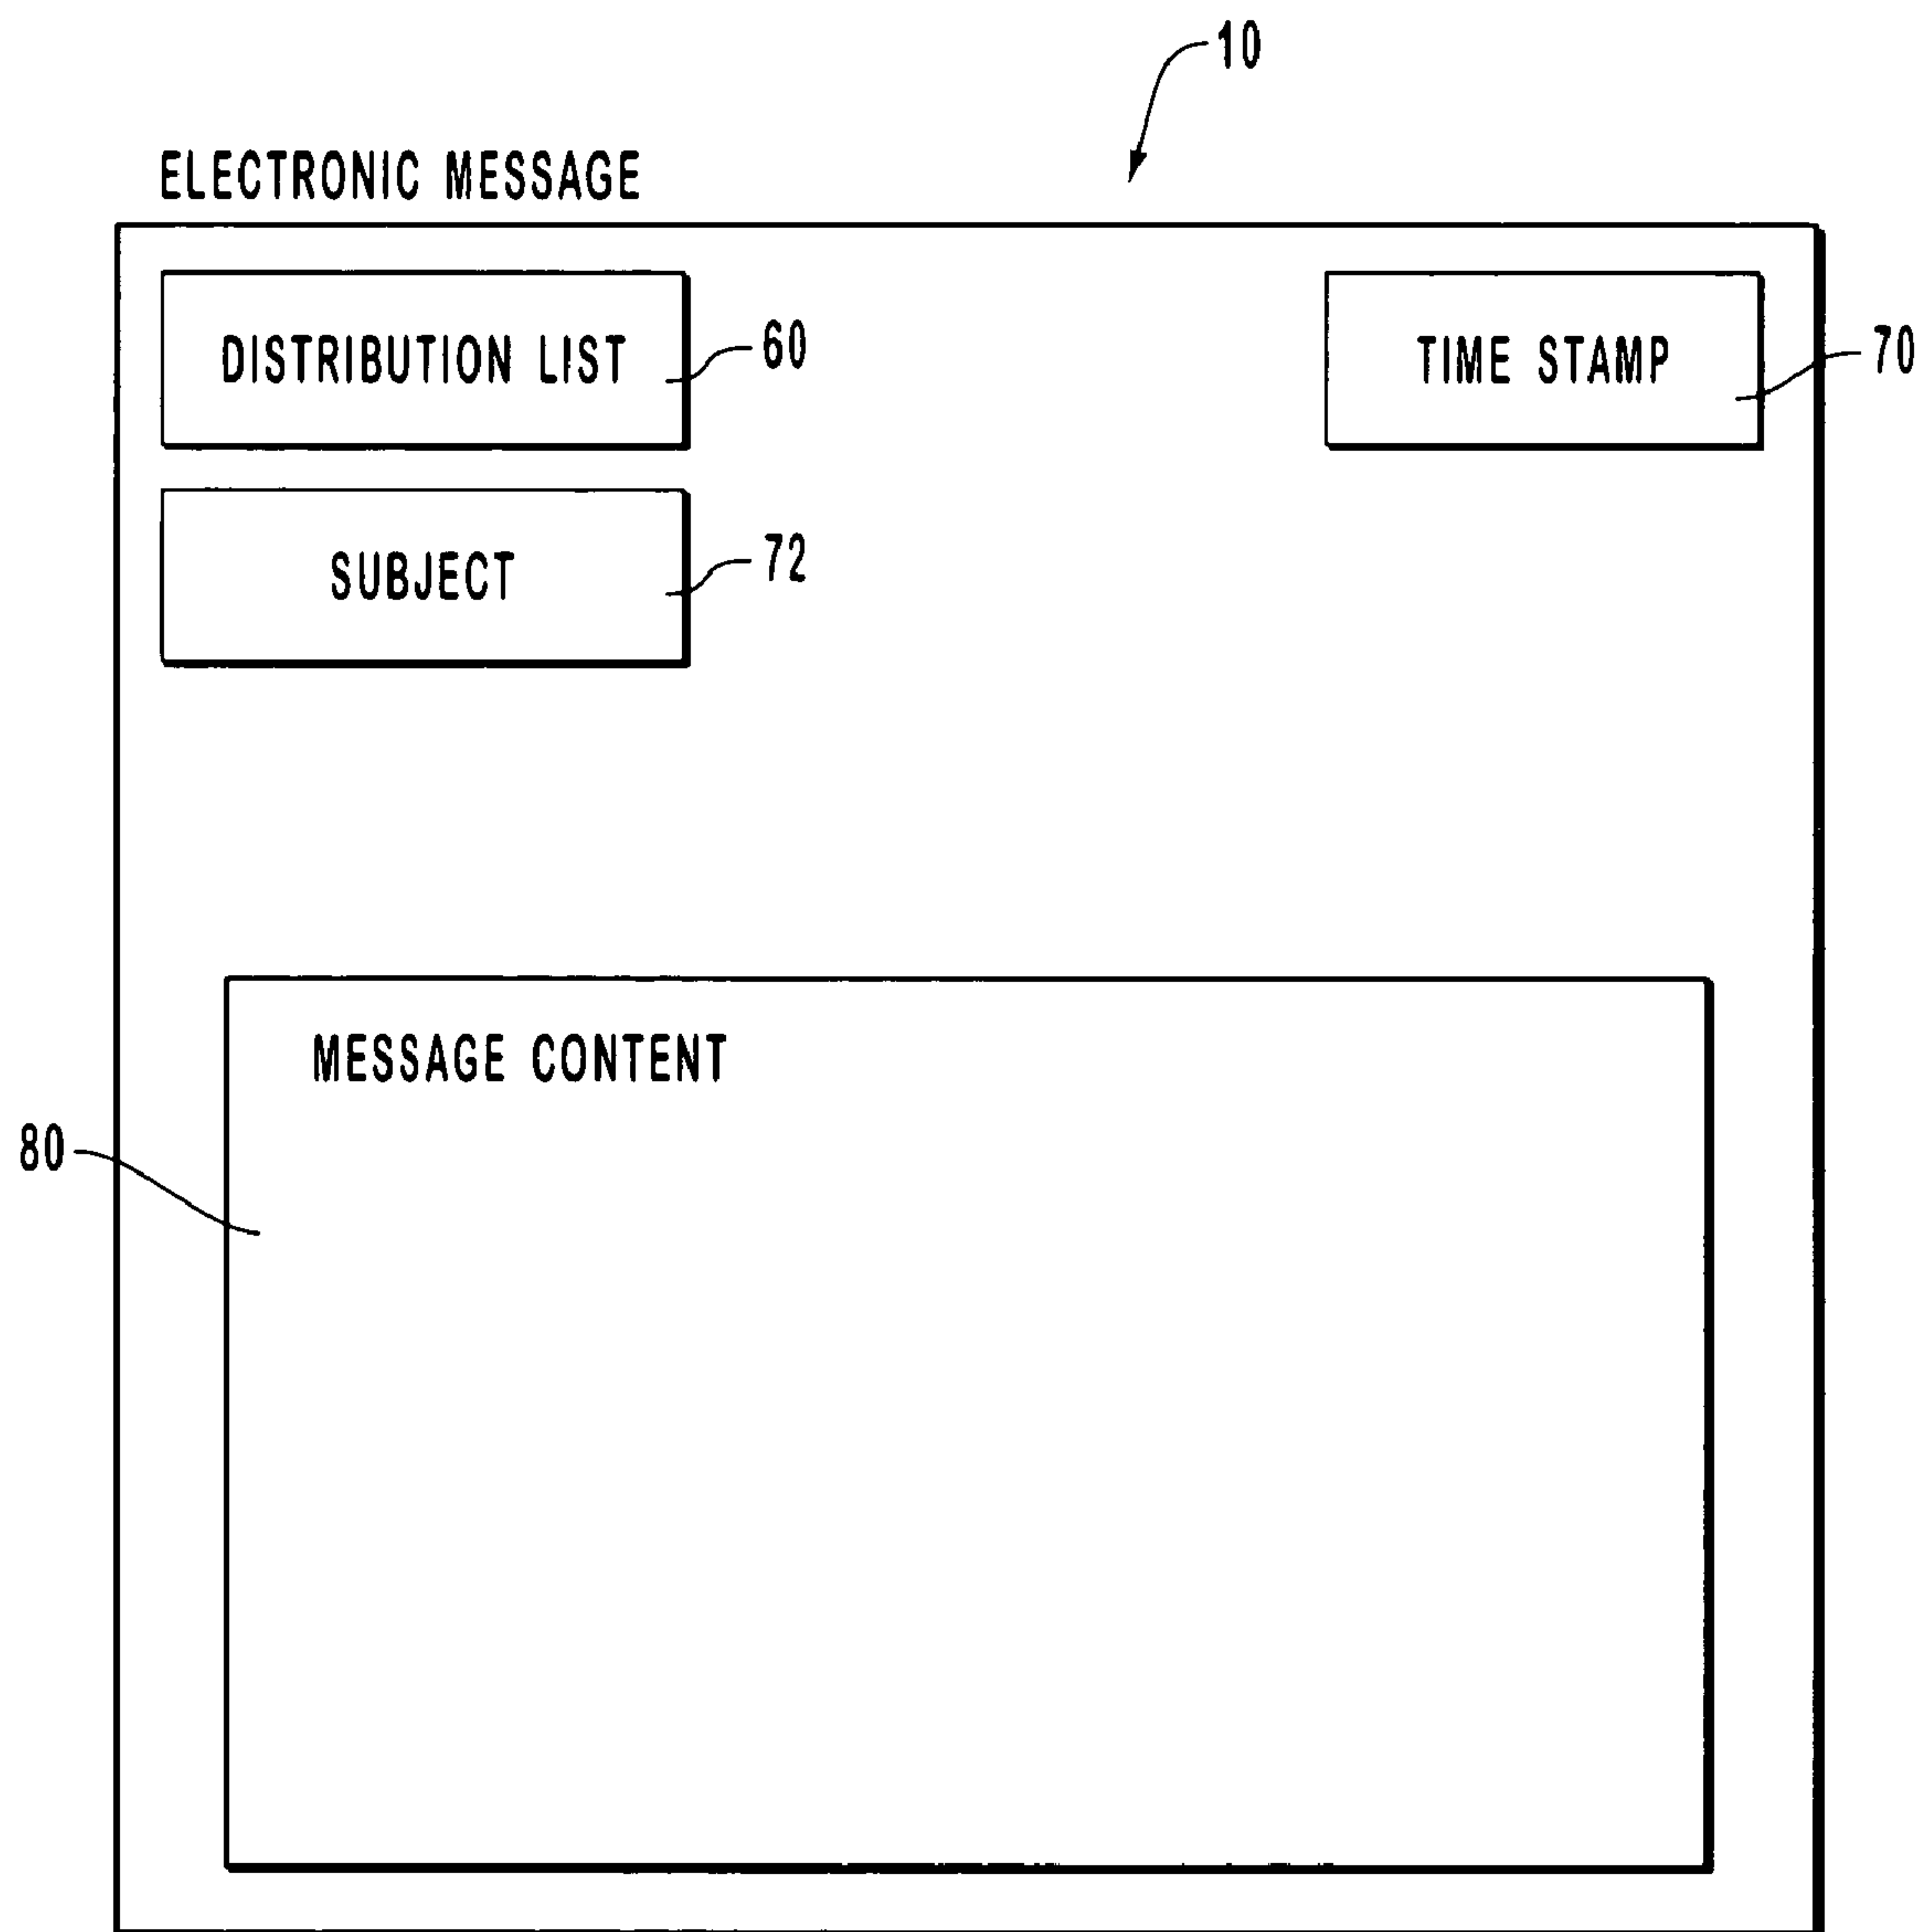 10
ELECTRONIC MESSAGE
DISTRIBUTION LIST
60
TIME STAMP
70
SUBJECT
72
MESSAGE CONTENT
80